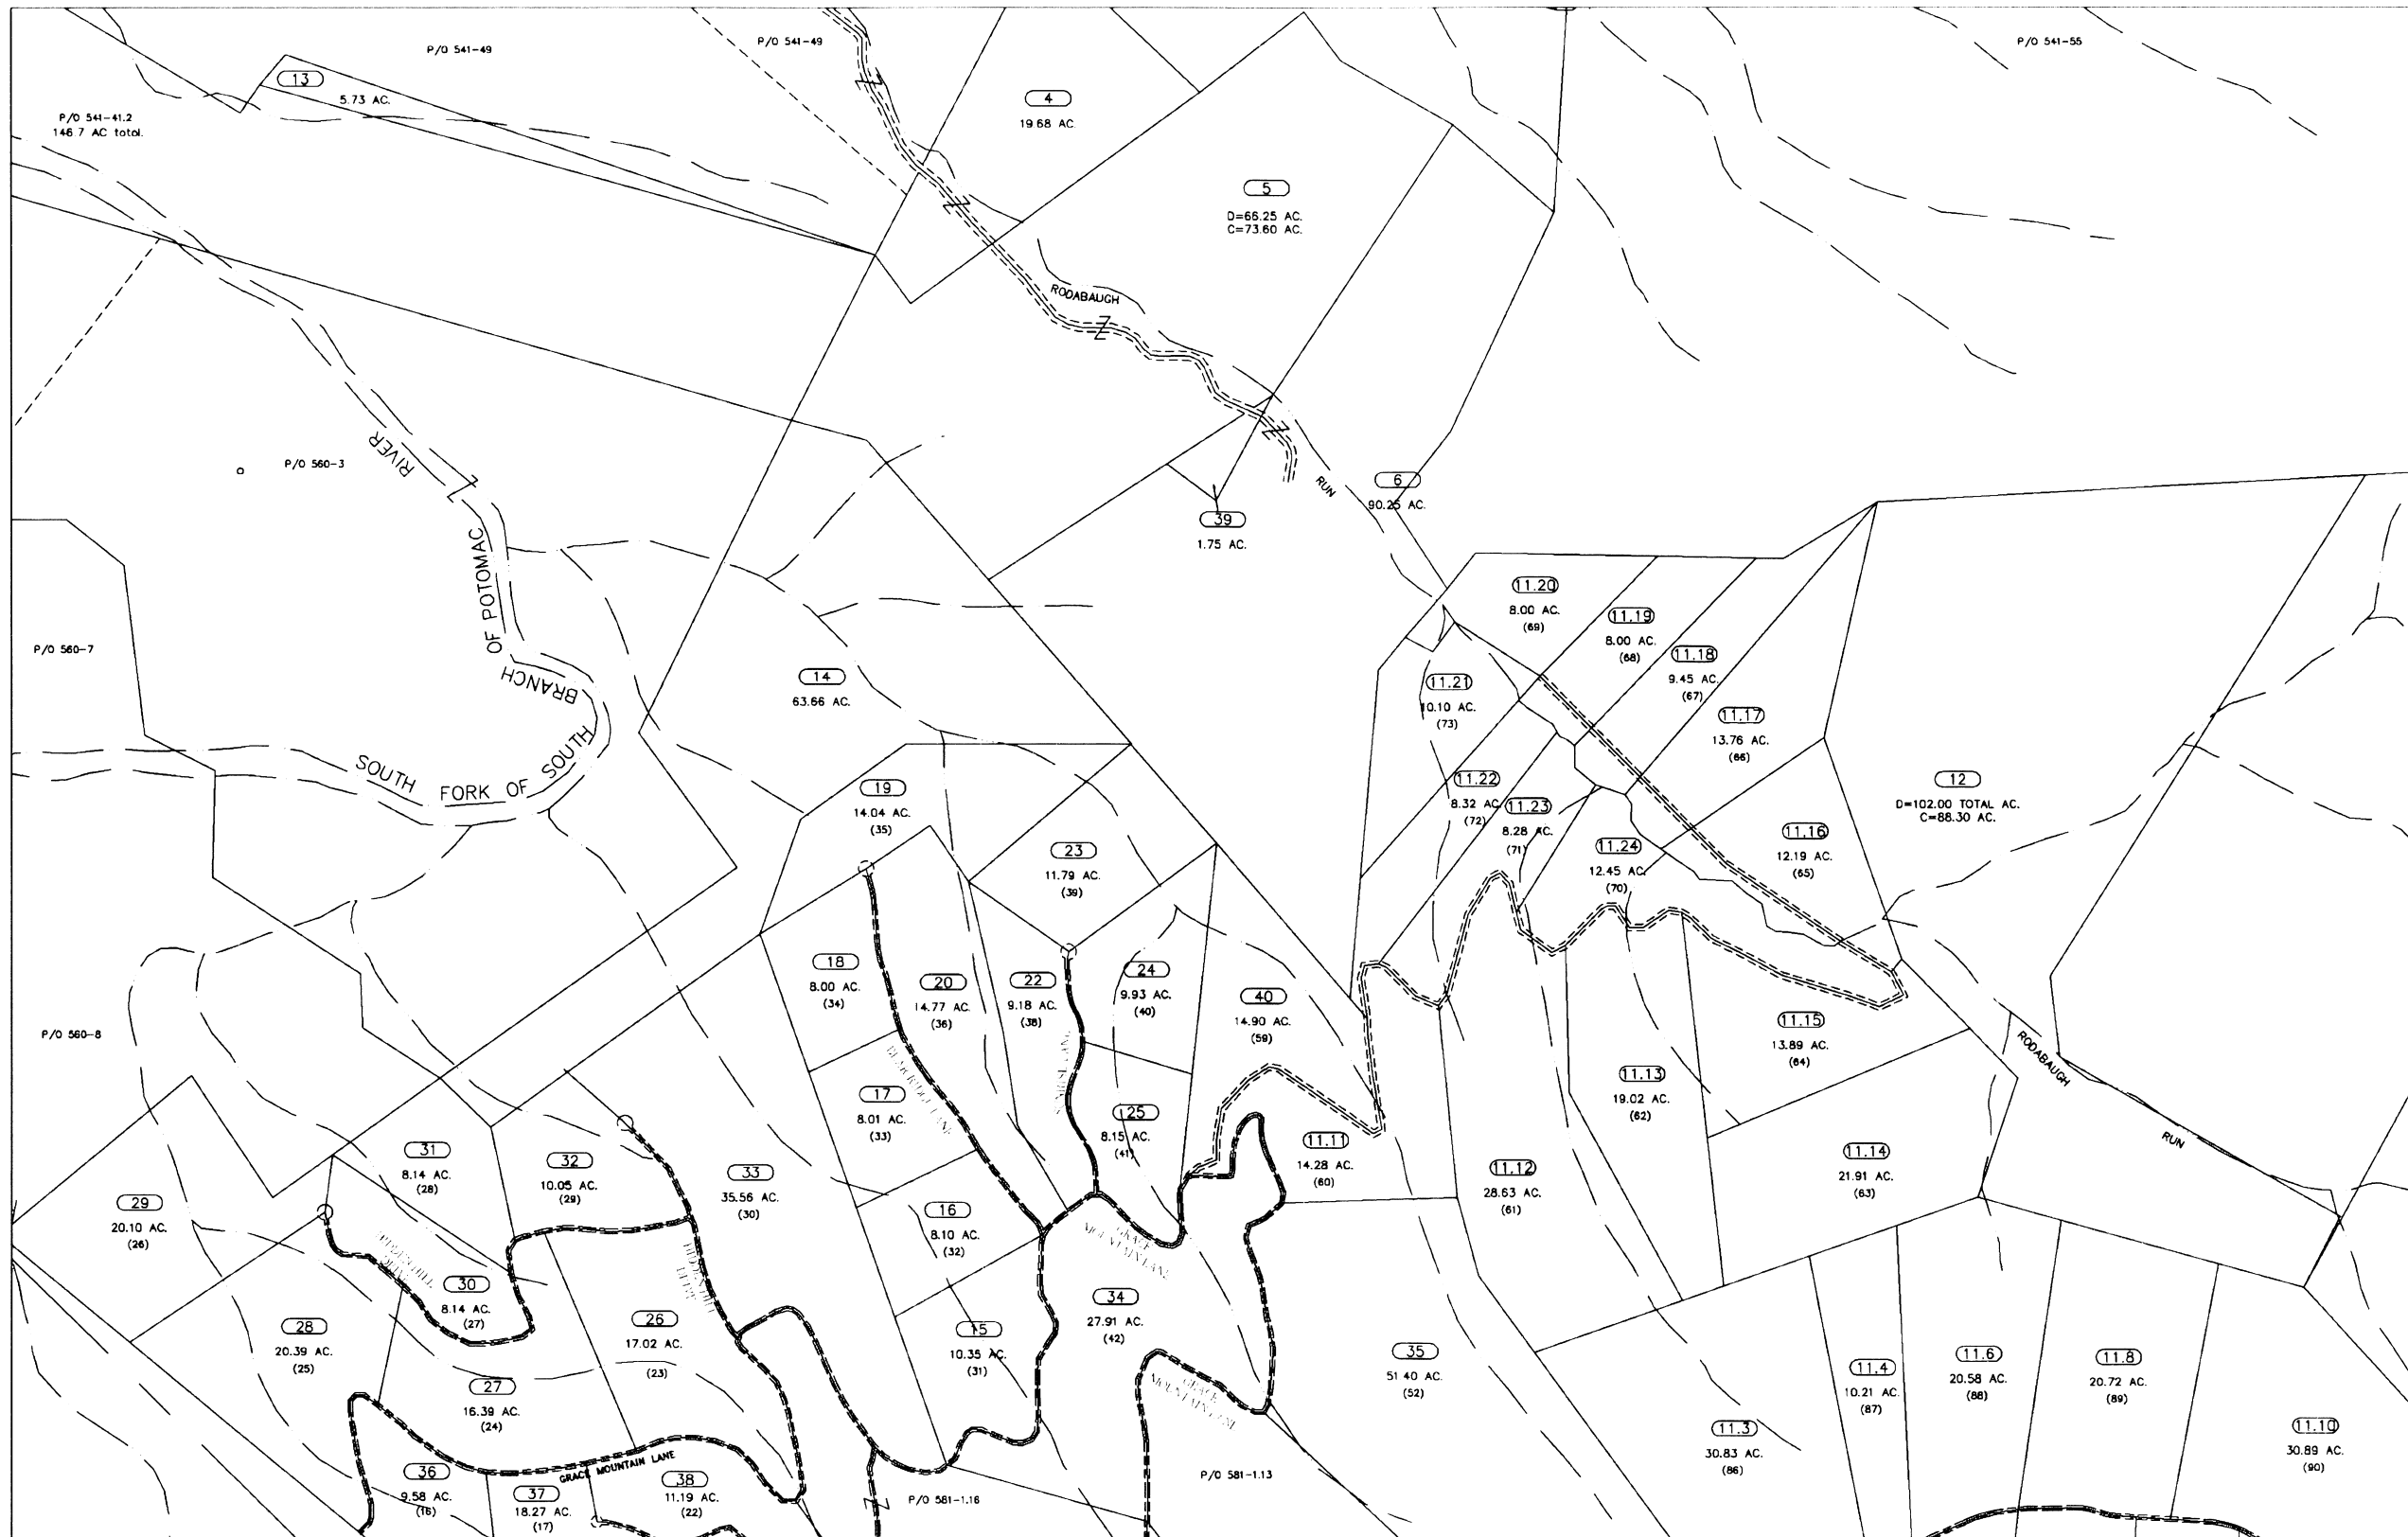 P/O 541-49
P/O 541-49
P/O 541-55
13
5.73 AC.
P/O 541-41.2
146.7 AC total.
4
19.68 AC.
5
D=66.25 AC.
C=73.60 AC.
RODABAUGH
RUN
6
90.25 AC.
39
1.75 AC.
P/O 560-3
RIVER
OF POTOMAC
BRANCH
SOUTH FORK OF SOUTH
P/O 560-7
14
63.66 AC.
11.20
8.00 AC.
(69)
11.19
8.00 AC.
(68)
11.18
9.45 AC.
(67)
11.21
10.10 AC.
(73)
11.17
13.76 AC.
(66)
11.22
8.32 AC.
(72)
11.23
8.28 AC.
(71)
11.24
12.45 AC.
(70)
11.16
12.19 AC.
(65)
12
D=102.00 TOTAL AC.
C=88.30 AC.
19
14.04 AC.
(35)
23
11.79 AC.
(39)
18
8.00 AC.
(34)
20
14.77 AC.
(36)
22
9.18 AC.
(38)
24
9.93 AC.
(40)
40
14.90 AC.
(59)
P/O 560-8
11.15
13.89 AC.
(64)
11.13
19.02 AC.
(62)
RODABAUGH
RUN
17
8.01 AC.
(33)
25
8.15 AC.
(41)
11.11
14.28 AC.
(60)
11.12
28.63 AC.
(61)
11.14
21.91 AC.
(63)
31
8.14 AC.
(28)
32
10.05 AC.
(29)
33
35.56 AC.
(30)
29
20.10 AC.
(26)
16
8.10 AC.
(32)
GRACE
MOUNTAIN LANE
30
8.14 AC.
(27)
28
20.39 AC.
(25)
26
17.02 AC.
(23)
34
27.91 AC.
(42)
15
10.35 AC.
(31)
35
51.40 AC.
(52)
GRACE
MOUNTAIN LANE
27
16.39 AC.
(24)
11.4
10.21 AC.
(87)
11.6
20.58 AC.
(88)
11.8
20.72 AC.
(89)
11.3
30.83 AC.
(86)
11.10
30.89 AC.
(90)
GRACE MOUNTAIN LANE
36
9.58 AC.
(16)
37
18.27 AC.
(17)
38
11.19 AC.
(22)
P/O 581-1.16
P/O 581-1.13